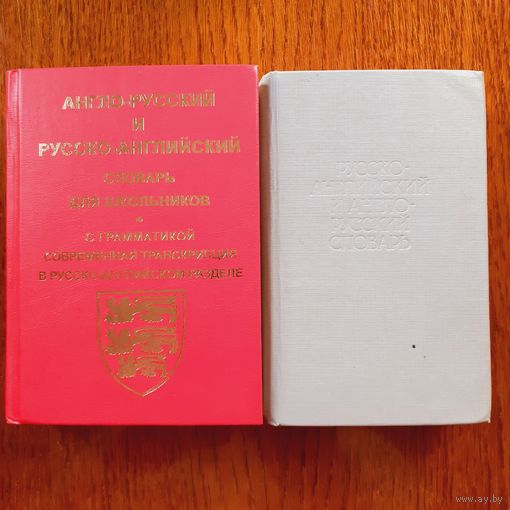 АНГЛО-РУССКИЙ
И
РУССКО-АНГЛИЙСКИЙ
СЛОВАРЬ
ДЛЯ ШКОЛЬНИКОВ
•
С ГРАММАТИКОЙ
СОВРЕМЕННАЯ ТРАНСКРИПЦИЯ
В РУССКО-АНГЛИЙСКОМ РАЗДЕЛЕ
РУССКО-
АНГЛИЙСКИЙ
И АНГЛО-
РУССКИЙ
СЛОВАРЬ
www.ay.by